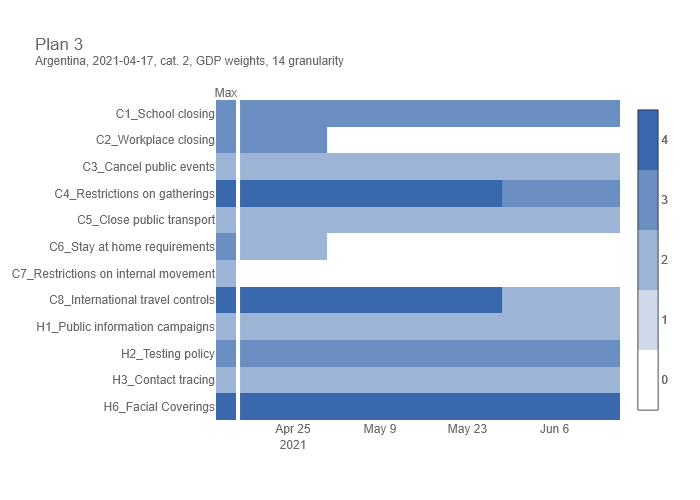 Plan 3
Argentina, 2021-04-17, cat. 2, GDP weights, 14 granularity
Max
C1_School closing
C2_Workplace closing
C3_Cancel public events
C4_Restrictions on gatherings
C5_Close public transport
C6_Stay at home requirements
C7_Restrictions on internal movement
C8_International travel controls
H1_Public information campaigns
H2_Testing policy
H3_Contact tracing
H6_Facial Coverings
Apr 25
2021
May 9
May 23
Jun 6
4
3
2
1
0